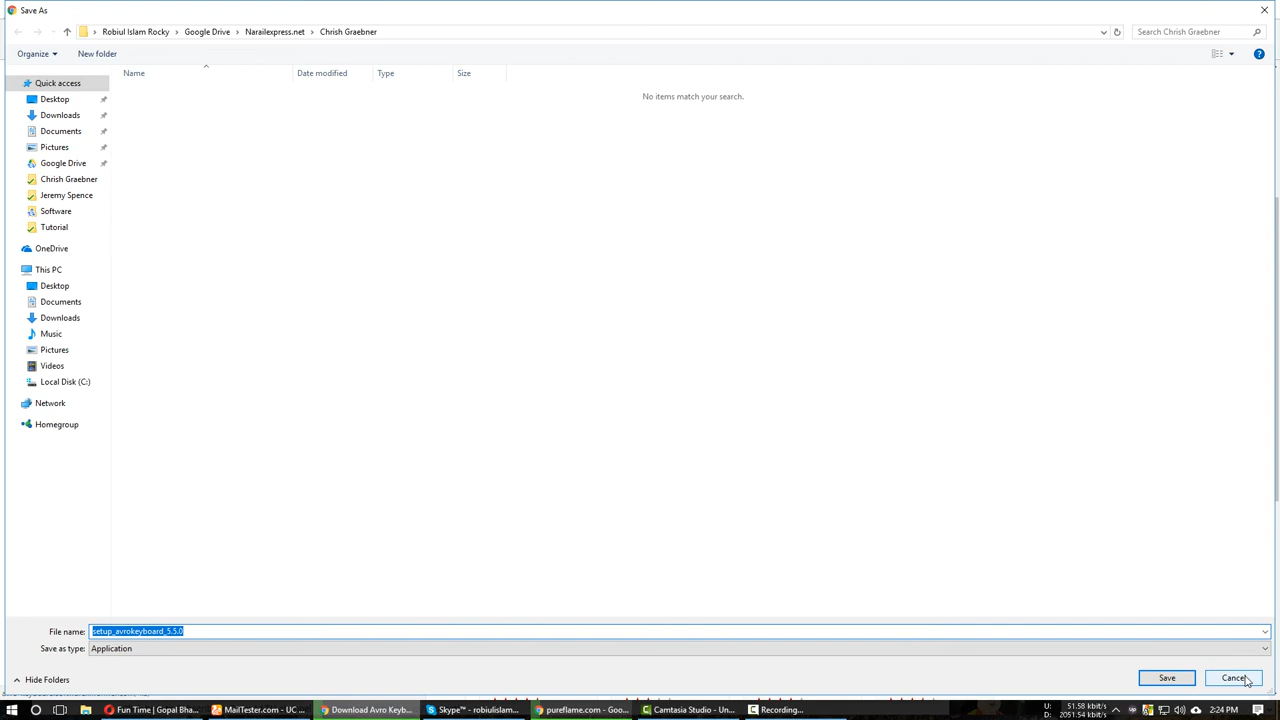 Save As
Robiul Islam Rocky > Google Drive > Narailexpress.net > Chrish Graebner
Search Chrish Graebner
Organize
New folder
Name
Date modified
Type
Size
No items match your search.
Quick access
Desktop
Downloads
Documents
Pictures
Google Drive
Chrish Graebner
Jeremy Spence
Software
Tutorial
OneDrive
This PC
Desktop
Documents
Downloads
Music
Pictures
Videos
Local Disk (C:)
Network
Homegroup
File name: setup_avrokeyboard_5.5.0
Save as type: Application
Hide Folders
Save
Cancel
Fun Time | Gopal Bha...
MailTester.com - UC ...
Download Avro Keyb...
Skype™ - robiulislam...
pureflame.com - Goo...
Camtasia Studio - Un...
Recording...
U: 51.58 kbit/s
D: 2051.54 kbit/s
2:24 PM